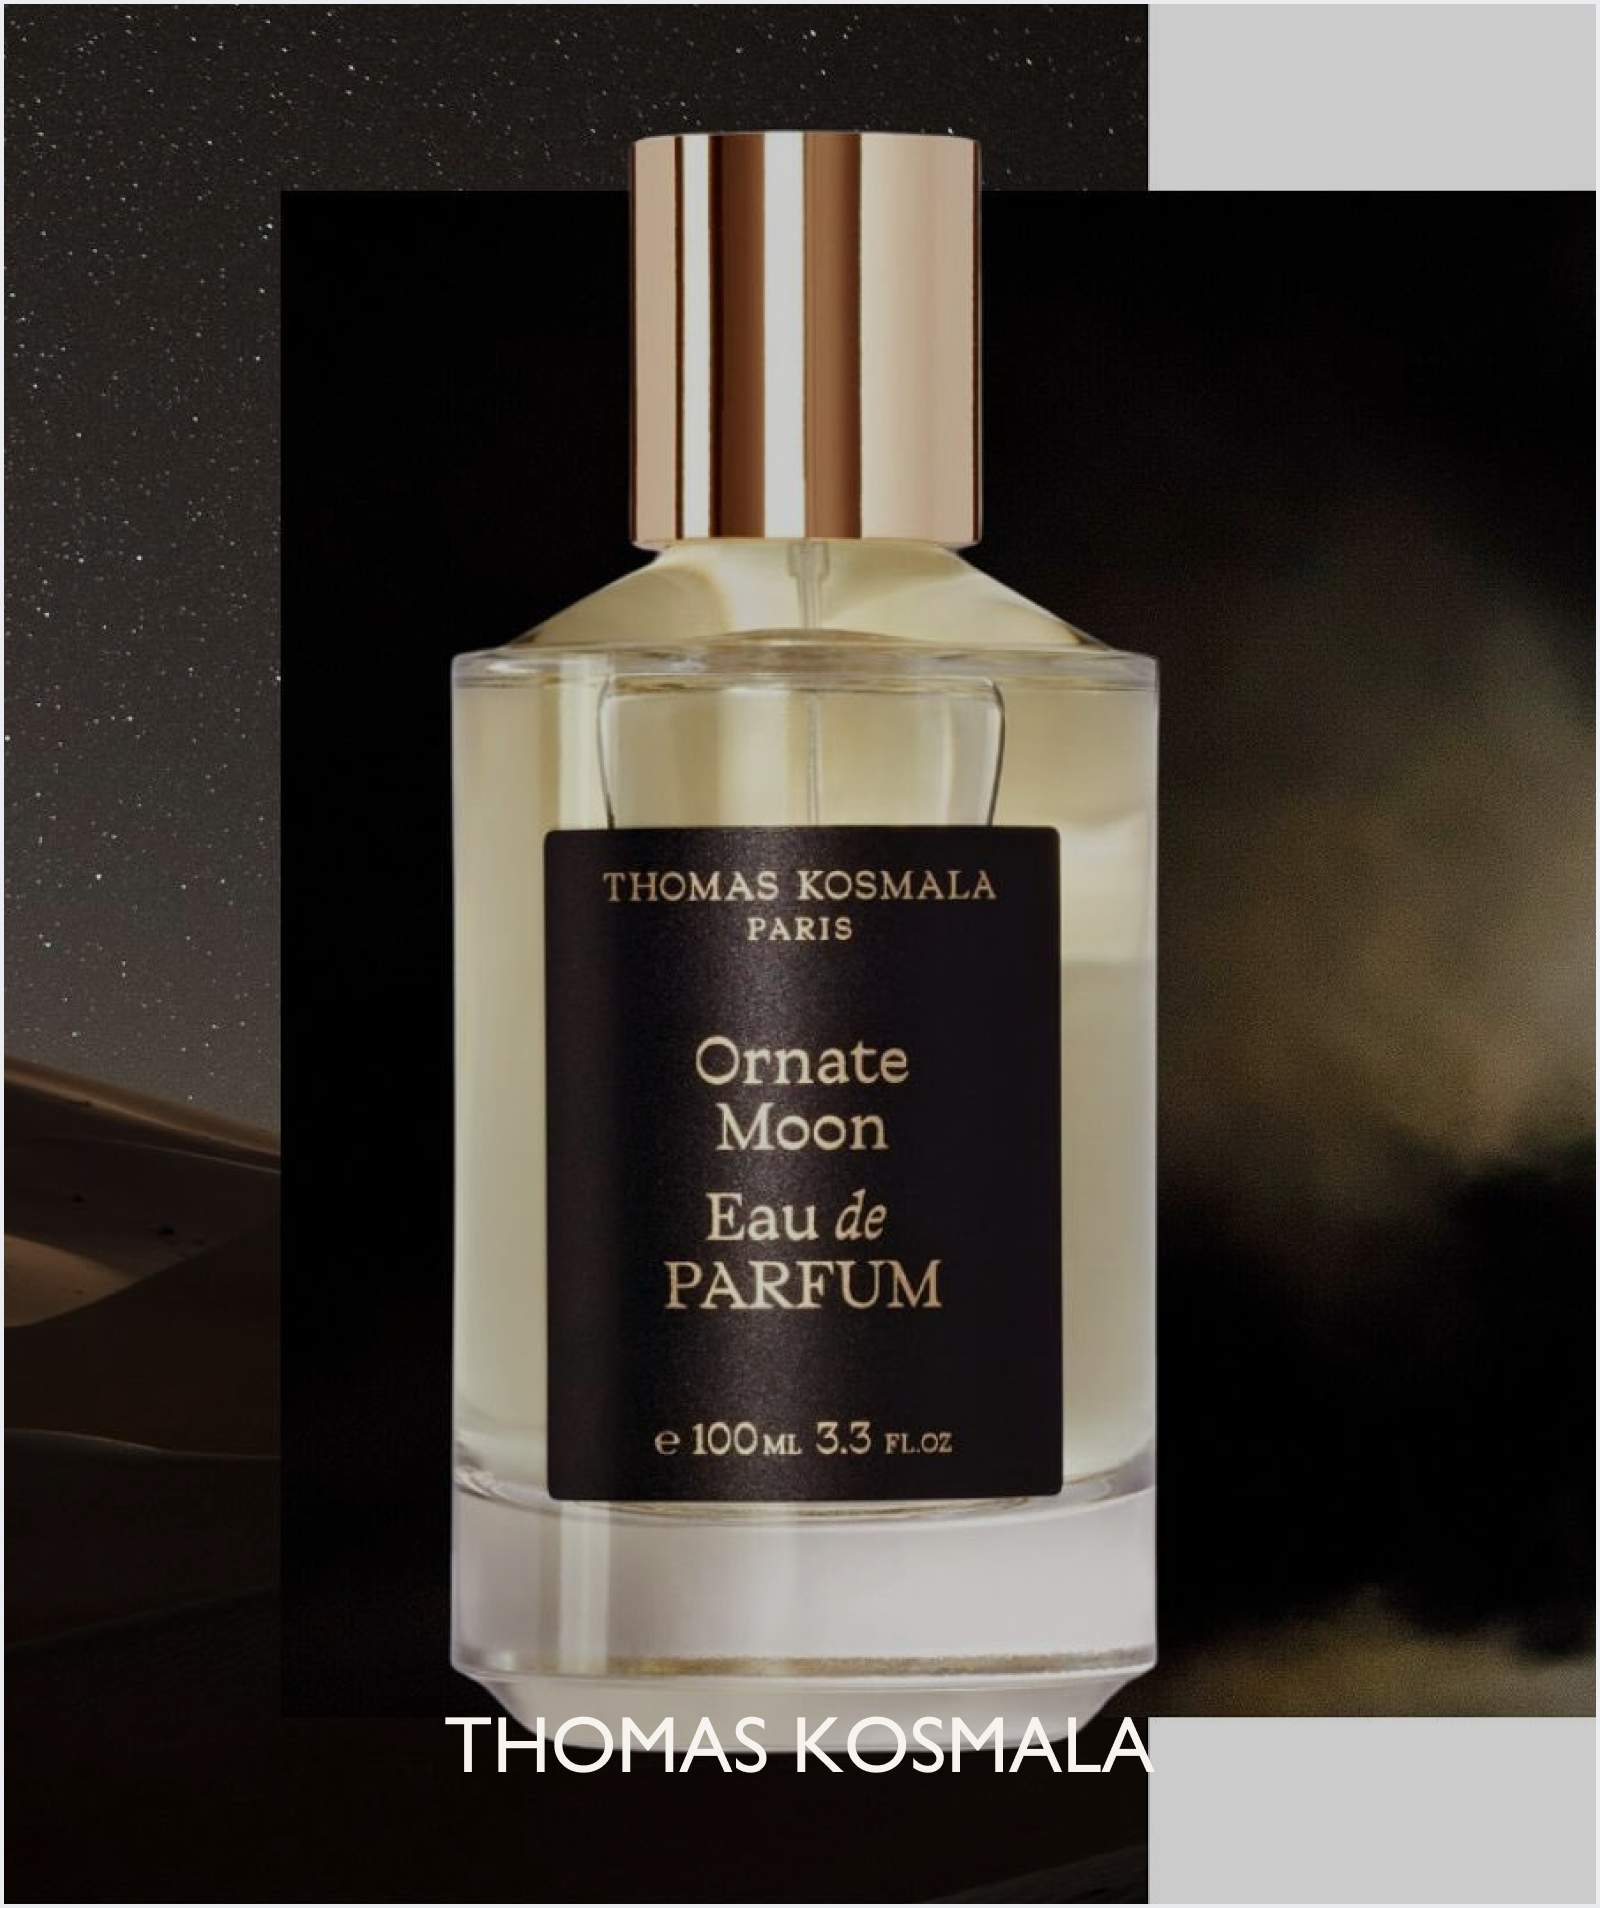 THOMAS KOSMALA
PARIS
Ornate
Moon
Eau de
PARFUM
℮ 100ML 3.3 FL.OZ
THOMAS KOSMALA